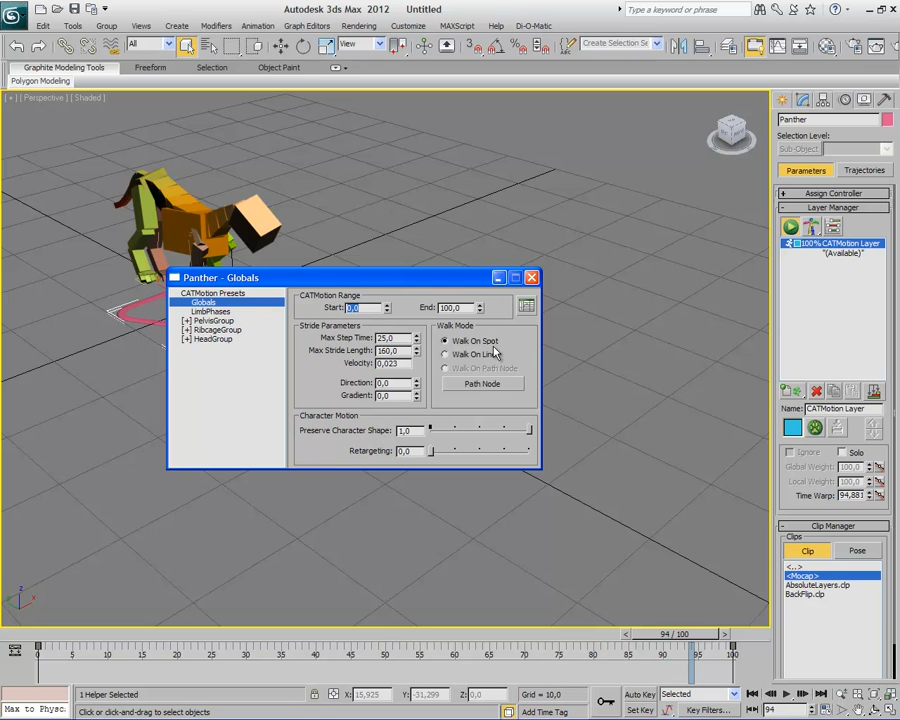 Autodesk 3ds Max 2012 Untitled
Type a keyword or phrase
Edit Tools Group Views Create Modifiers Animation Graph Editors Rendering Customize MAXScript Help Di-O-Matic
All View Create Selection Se
Graphite Modeling Tools Freeform Selection Object Paint
Polygon Modeling
[ + ] [ Perspective ] [ Shaded ]
Panther
Selection Level:
Sub-Object
Parameters Trajectories
+ Assign Controller
- Layer Manager
100% CATMotion Layer
"(Available)"
Name: CATMotion Layer
Ignore Solo
Global Weight: 100,0
Local Weight: 100,0
Time Warp: 94,881
- Clip Manager
Clips
Clip Pose
<..>
<Mocap>
AbsoluteLayers.clp
BackFlip.clp
Panther - Globals
CATMotion Presets
Globals
LimbPhases
[+] PelvisGroup
[+] RibcageGroup
[+] HeadGroup
CATMotion Range
Start: 0,0 End: 100,0
Stride Parameters
Max Step Time: 25,0
Max Stride Length: 160,0
Velocity: 0,023
Direction: 0,0
Gradient: 0,0
Walk Mode
Walk On Spot
Walk On Line
Walk On Path Node
Path Node
Character Motion
Preserve Character Shape: 1,0
Retargeting: 0,0
z
x
< 94 / 100 >
0 5 10 15 20 25 30 35 40 45 50 55 60 65 70 75 80 85 90 95 100
1 Helper Selected X: 15,925 Y: -31,299 Z: 0,0 Grid = 10,0 Auto Key Selected
Max to Physc Click or click-and-drag to select objects Add Time Tag Set Key Key Filters... 94